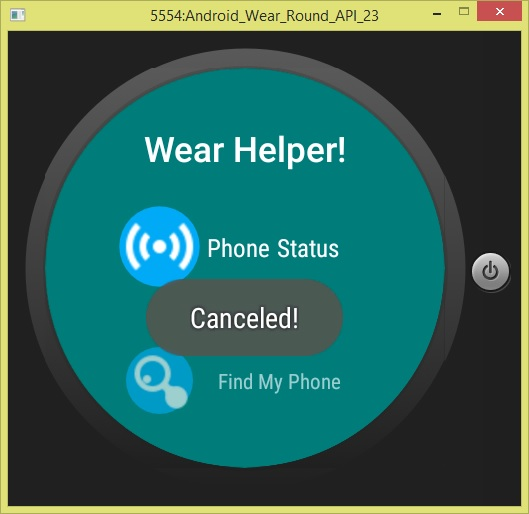 5554:Android_Wear_Round_API_23
Wear Helper!
Phone Status
Canceled!
Find My Phone